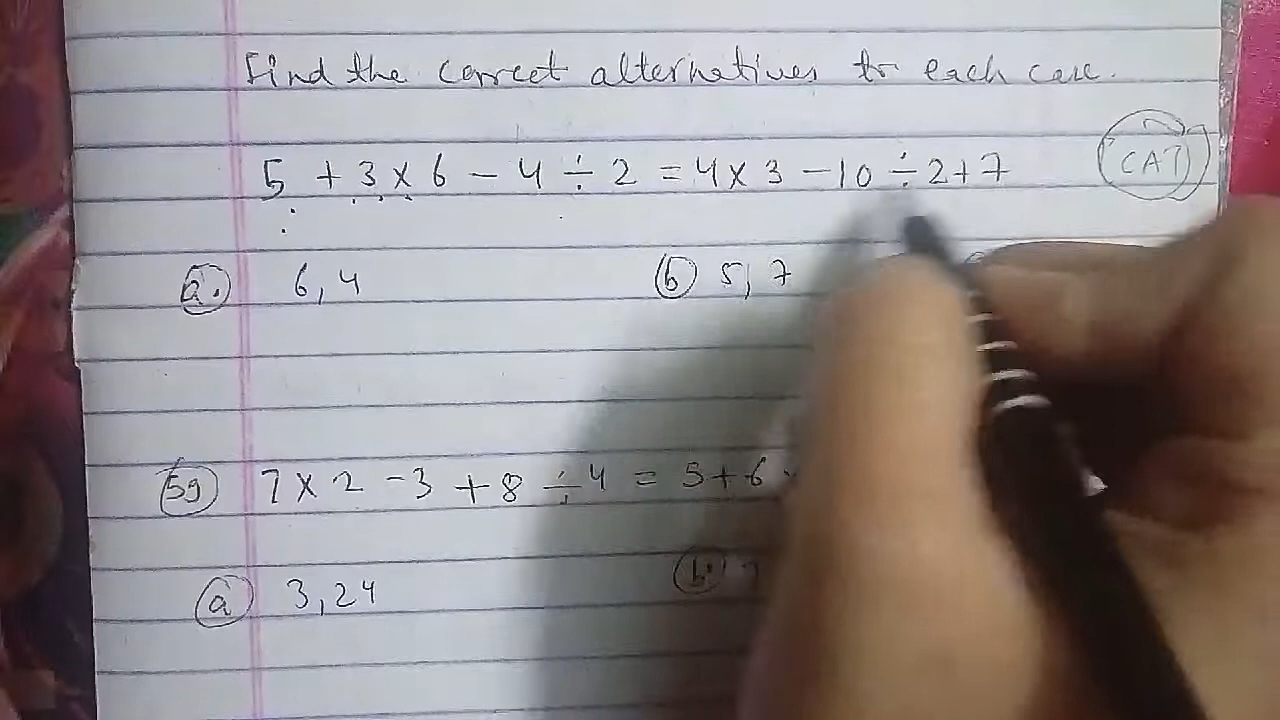 Find the correct alternatives to each case.
5 + 3 × 6 - 4 ÷ 2 = 4 × 3 - 10 ÷ 2 + 7
CAT
a. 6, 4
b 5, 7
59 7 × 2 - 3 + 8 ÷ 4 = 5 + 6
a 3, 24
b.